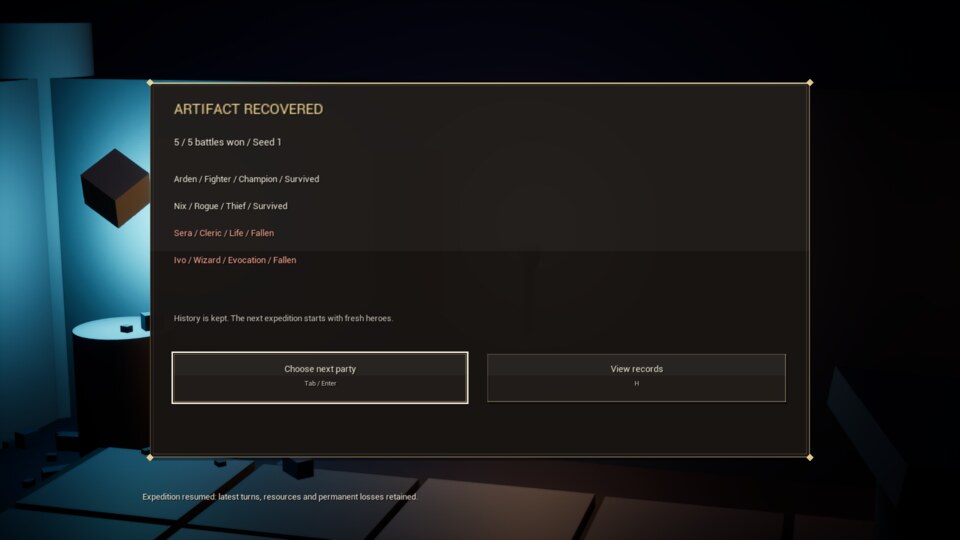 ARTIFACT RECOVERED
5 / 5 battles won / Seed 1
Arden / Fighter / Champion / Survived
Nix / Rogue / Thief / Survived
Sera / Cleric / Life / Fallen
Ivo / Wizard / Evocation / Fallen
History is kept. The next expedition starts with fresh heroes.
Choose next party
Tab / Enter
View records
H
Expedition resumed: latest turns, resources and permanent losses retained.